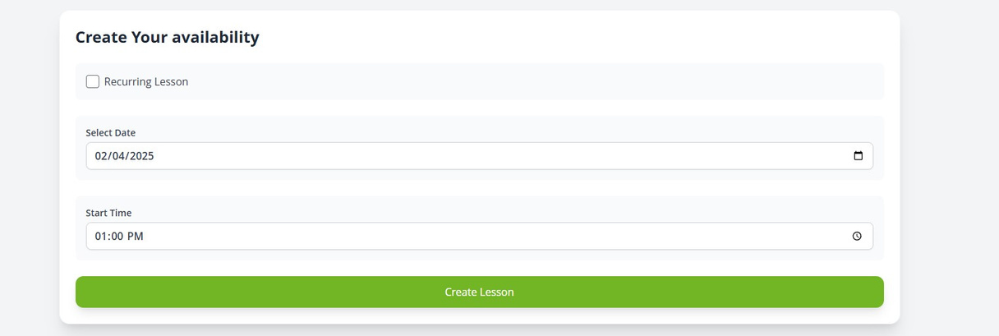 Create Your availability
Recurring Lesson
Select Date
02/04/2025
Start Time
01:00 PM
Create Lesson